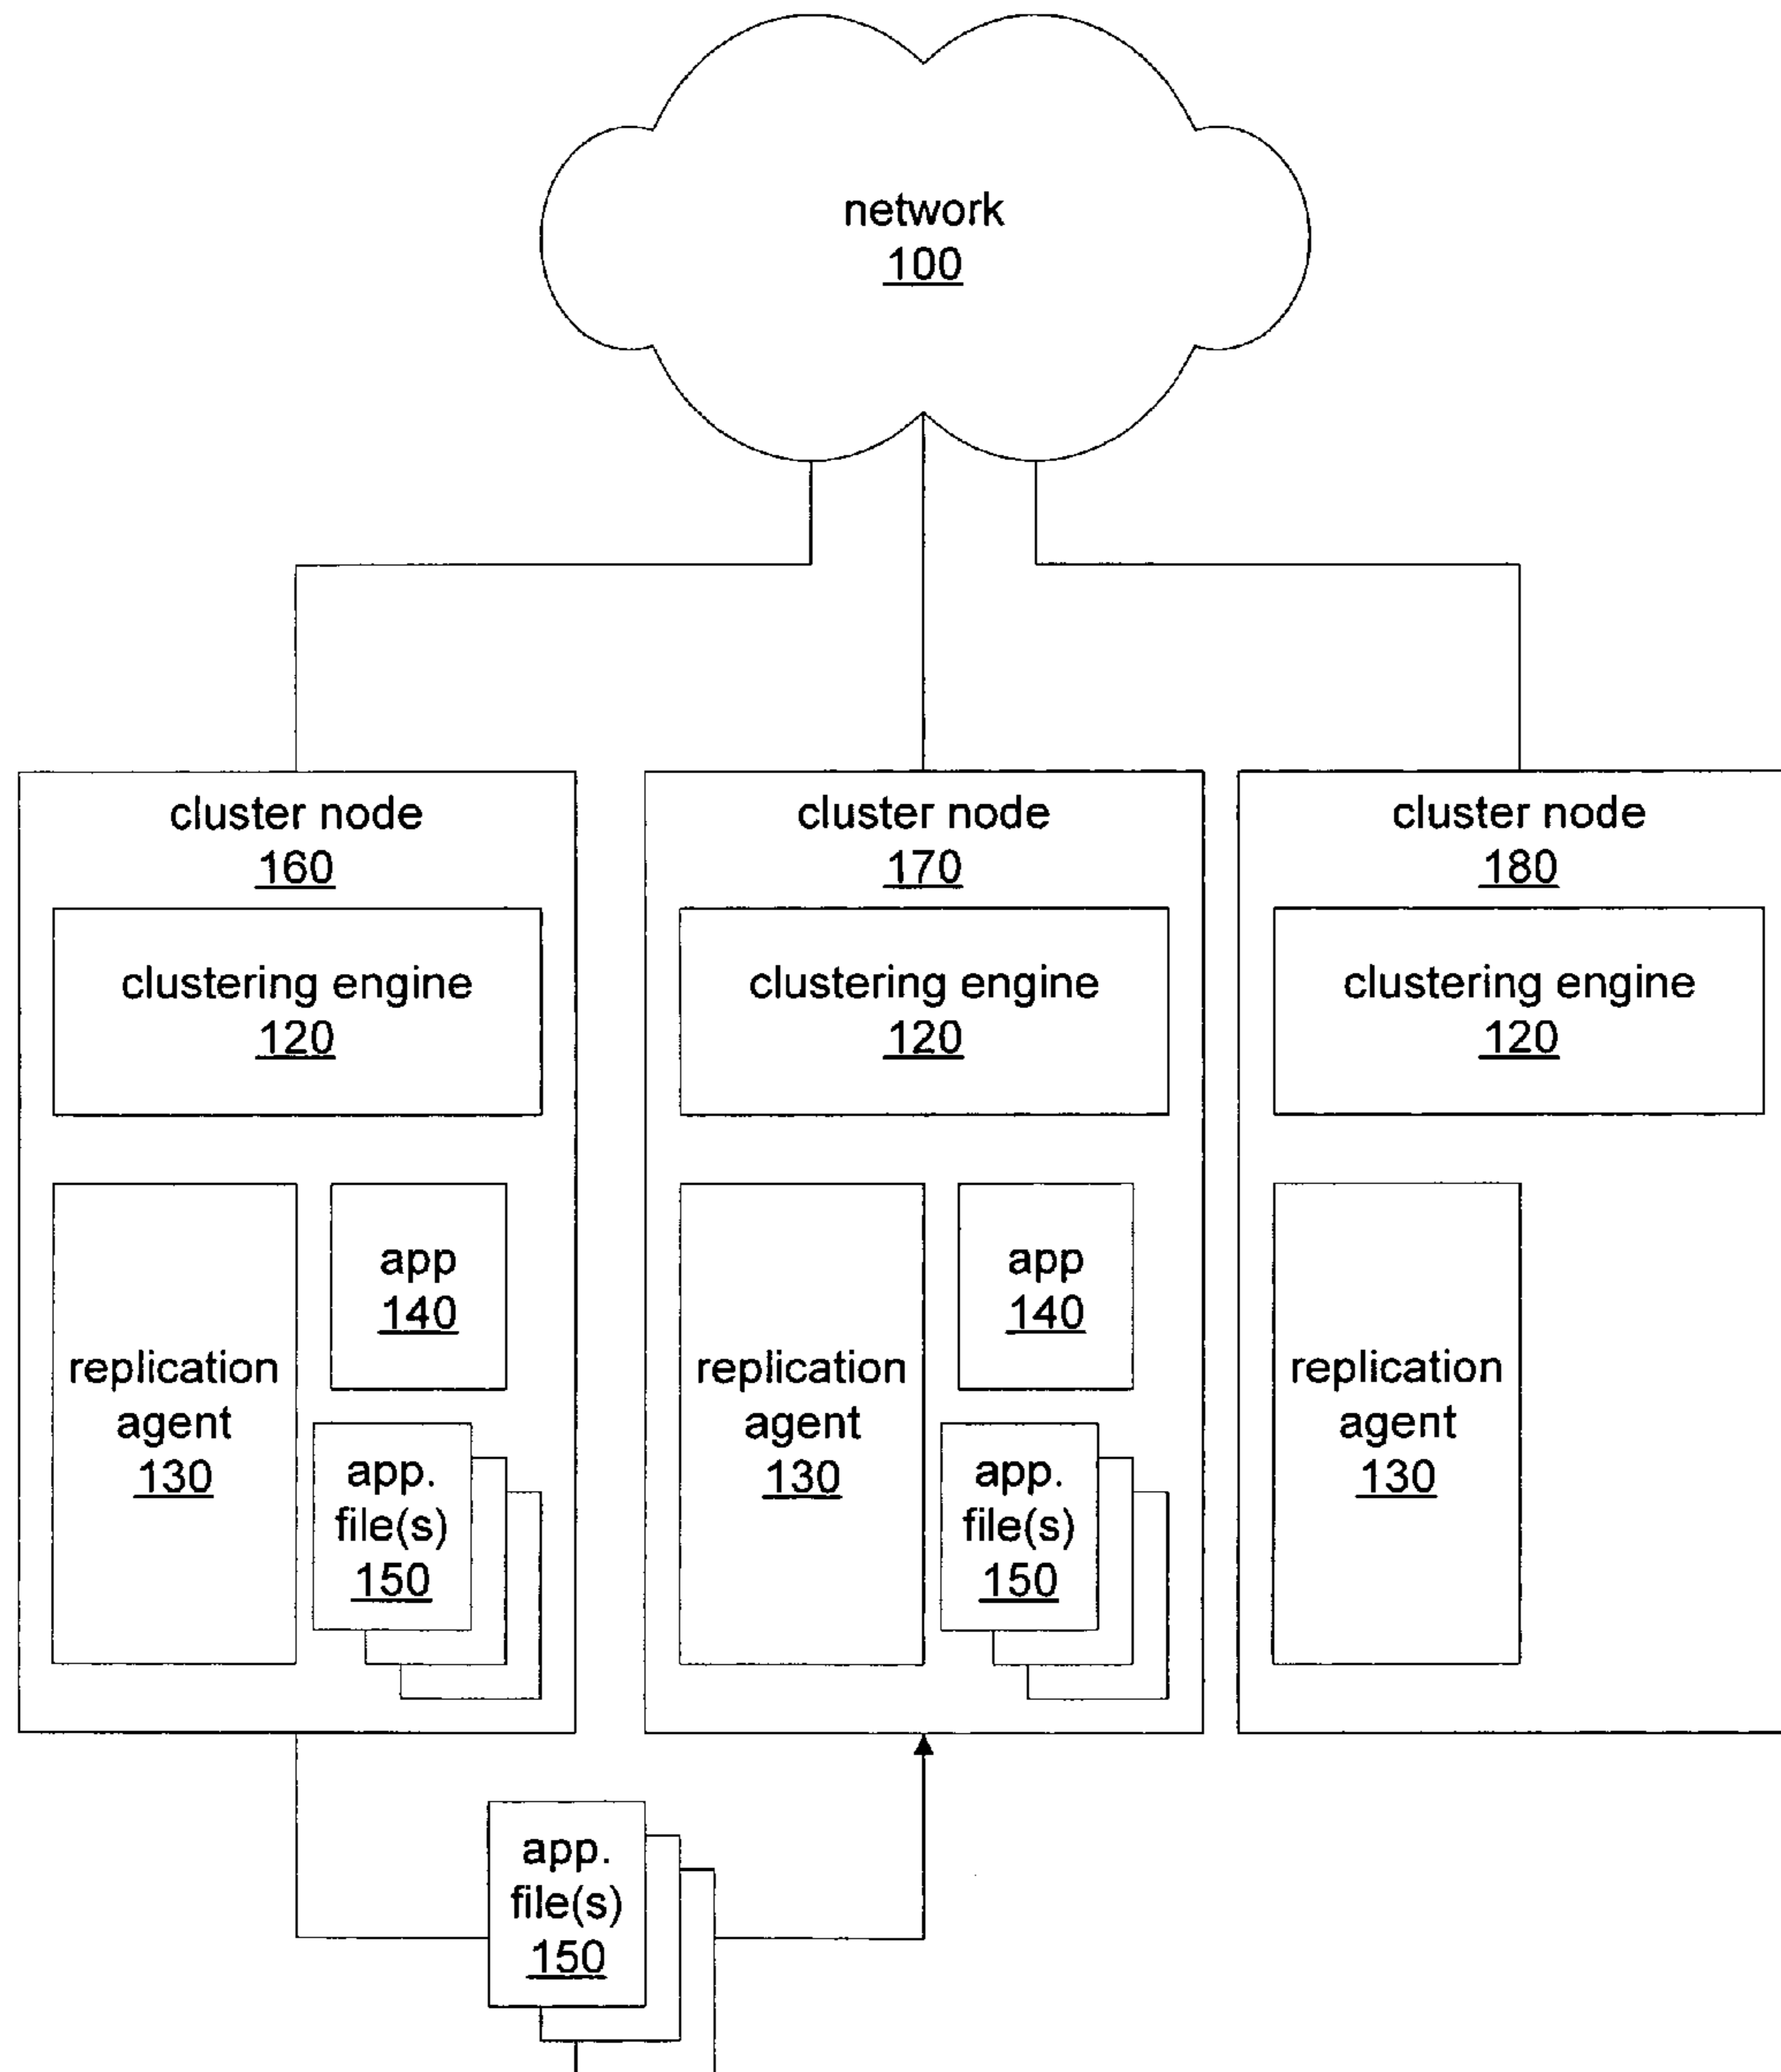 network
100
cluster node
160
clustering engine
120
replication
agent
130
app
140
app.
file(s)
150
cluster node
170
clustering engine
120
replication
agent
130
app
140
app.
file(s)
150
cluster node
180
clustering engine
120
replication
agent
130
app.
file(s)
150